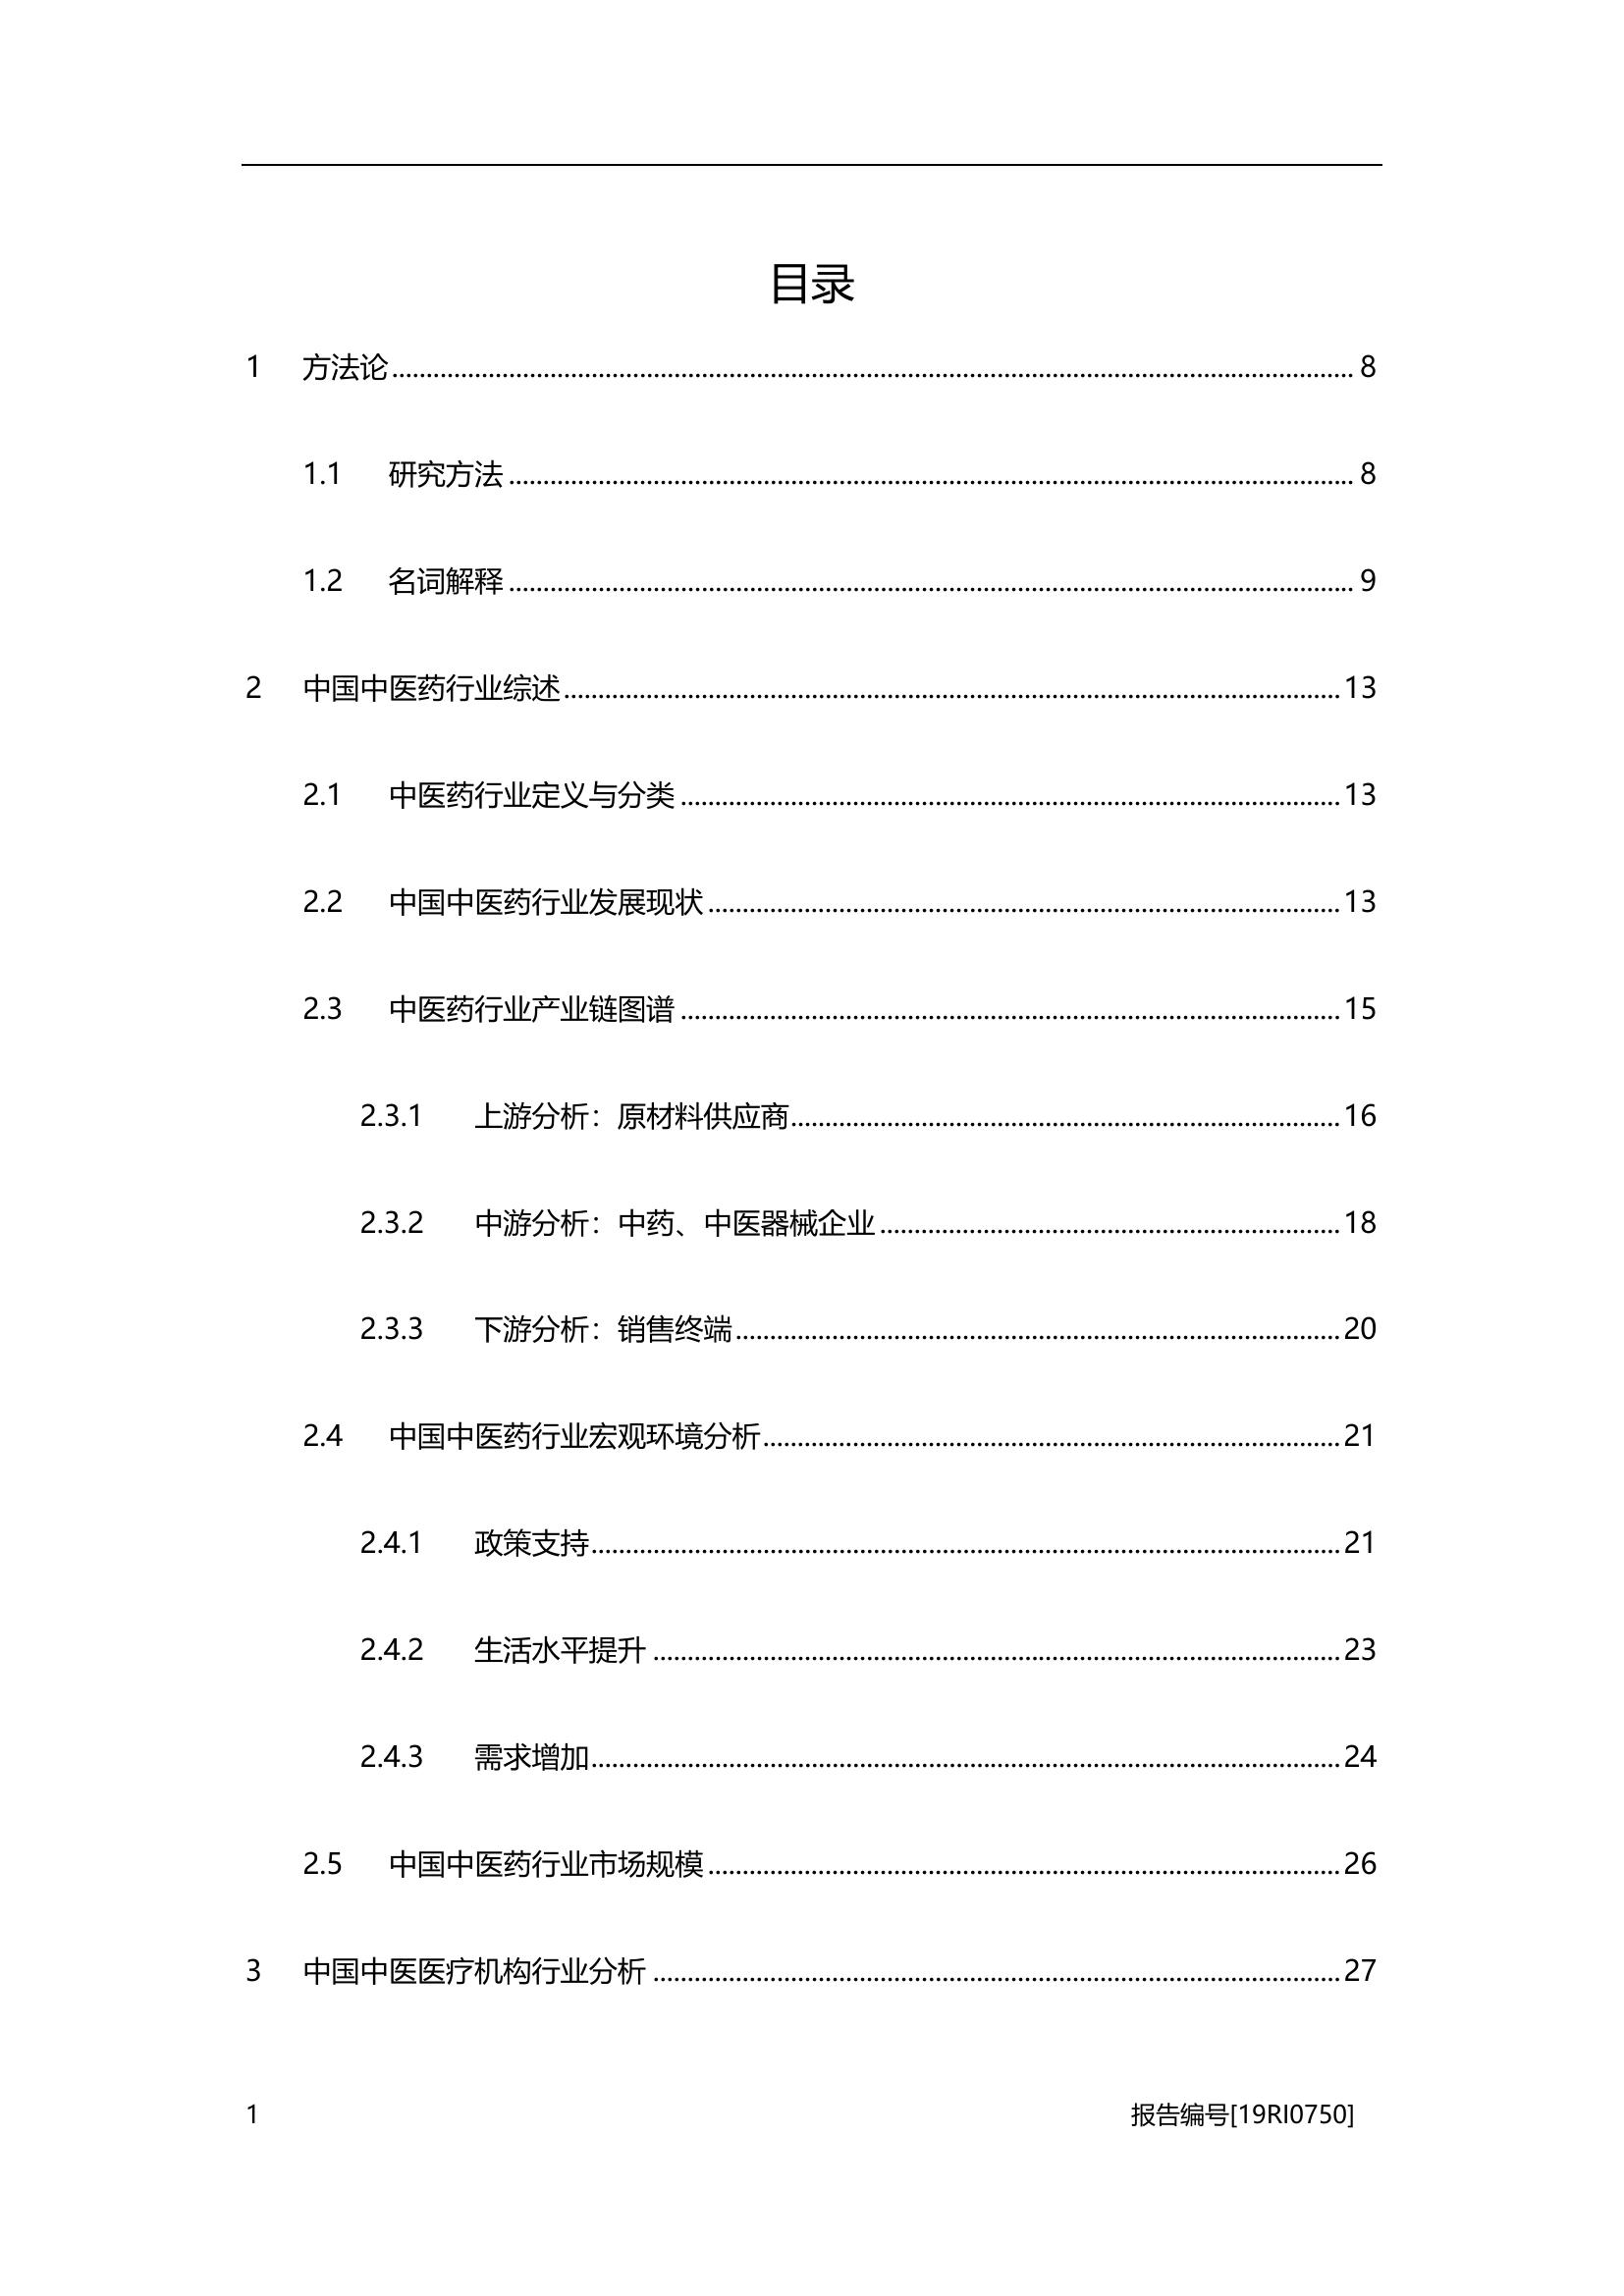 目录
1 方法论 ........ 8
1.1 研究方法 ........ 8
1.2 名词解释 ........ 9
2 中国中医药行业综述 ........ 13
2.1 中医药行业定义与分类 ........ 13
2.2 中国中医药行业发展现状 ........ 13
2.3 中医药行业产业链图谱 ........ 15
2.3.1 上游分析：原材料供应商 ........ 16
2.3.2 中游分析：中药、中医器械企业 ........ 18
2.3.3 下游分析：销售终端 ........ 20
2.4 中国中医药行业宏观环境分析 ........ 21
2.4.1 政策支持 ........ 21
2.4.2 生活水平提升 ........ 23
2.4.3 需求增加 ........ 24
2.5 中国中医药行业市场规模 ........ 26
3 中国中医医疗机构行业分析 ........ 27
1 报告编号[19RI0750]